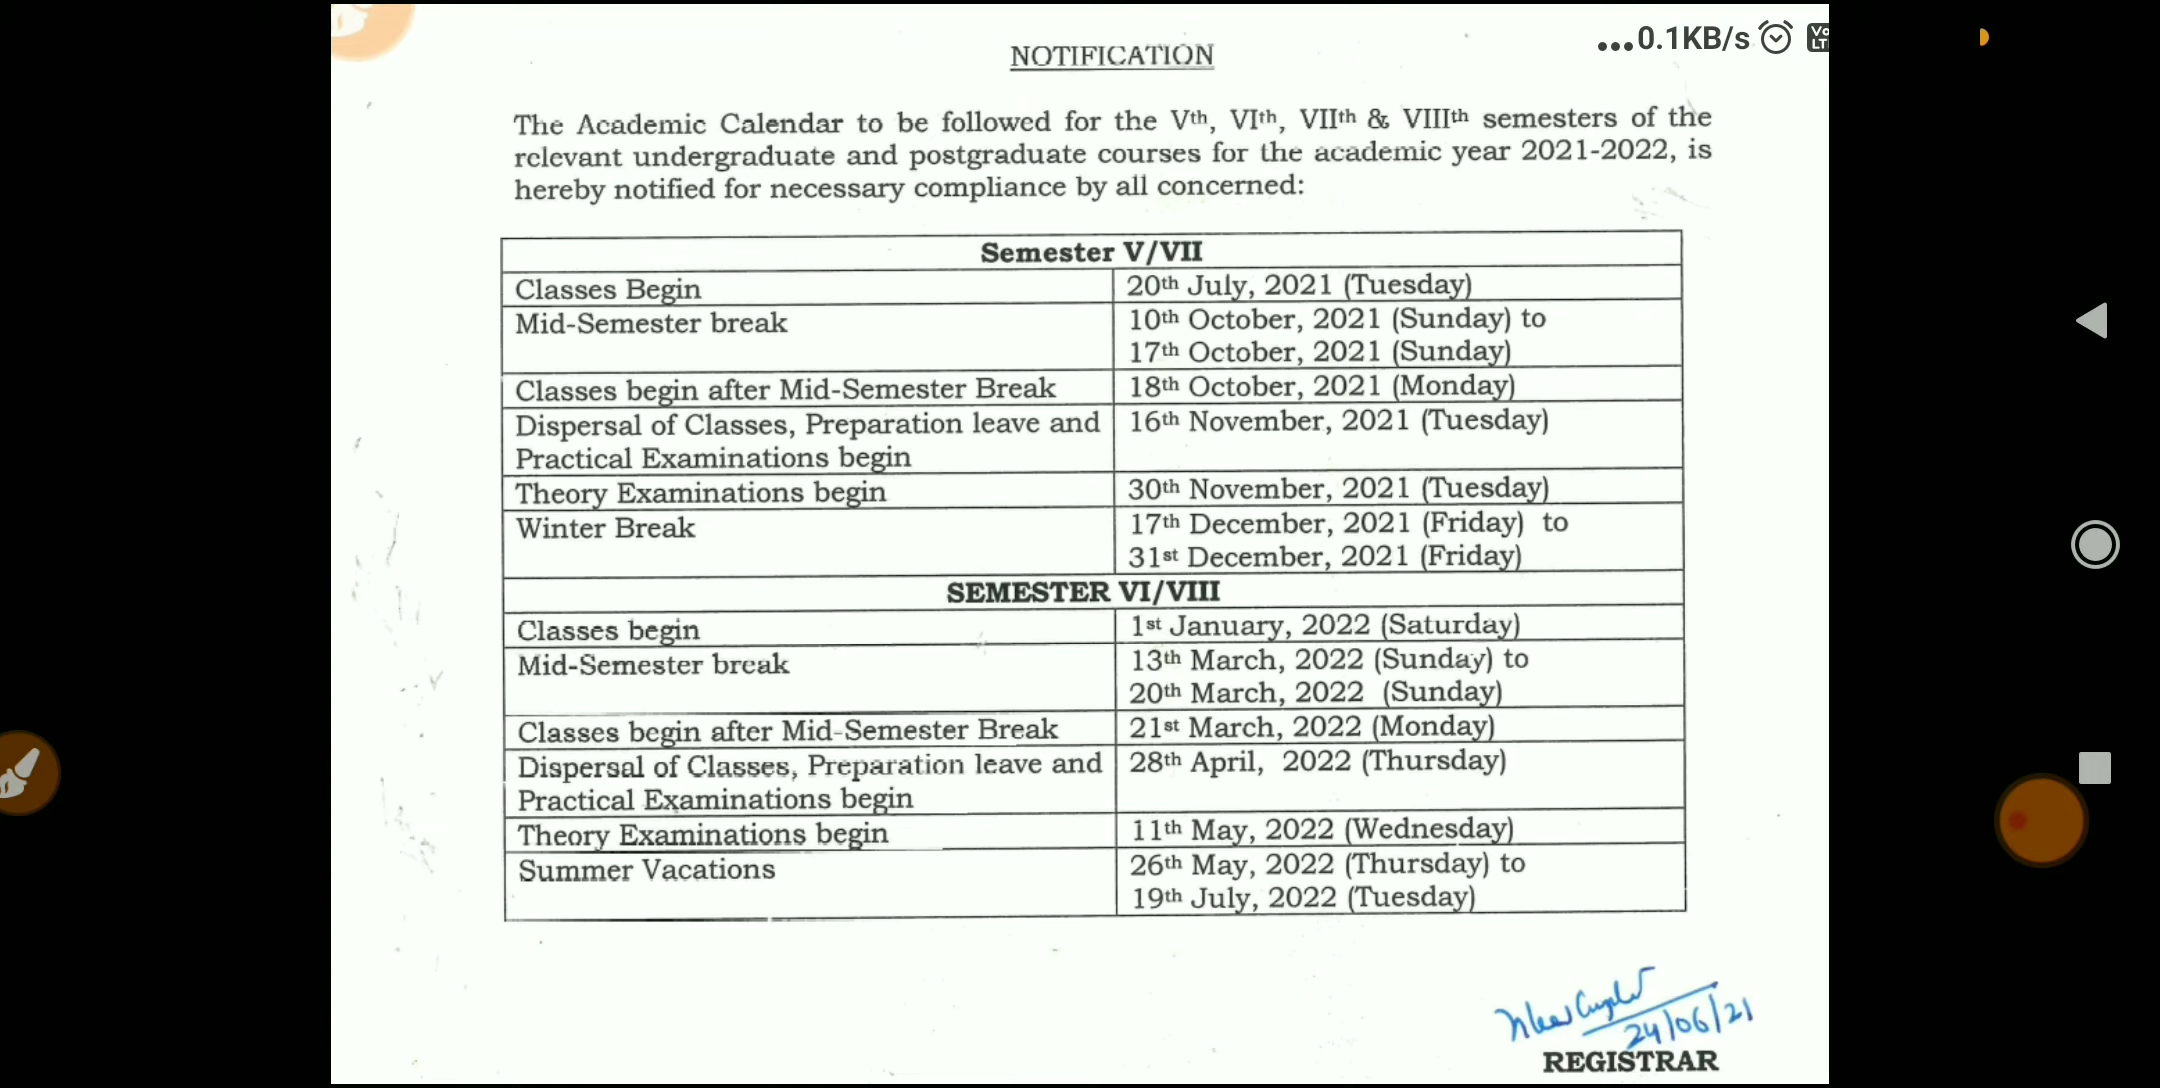 ...0.1KB/s
NOTIFICATION
The Academic Calendar to be followed for the Vth, VIth, VIIth & VIIIth semesters of the
relevant undergraduate and postgraduate courses for the academic year 2021-2022, is
hereby notified for necessary compliance by all concerned:
Semester V/VII
Classes Begin 20th July, 2021 (Tuesday)
Mid-Semester break 10th October, 2021 (Sunday) to
17th October, 2021 (Sunday)
Classes begin after Mid-Semester Break 18th October, 2021 (Monday)
Dispersal of Classes, Preparation leave and 16th November, 2021 (Tuesday)
Practical Examinations begin
Theory Examinations begin 30th November, 2021 (Tuesday)
Winter Break 17th December, 2021 (Friday) to
31st December, 2021 (Friday)
SEMESTER VI/VIII
Classes begin 1st January, 2022 (Saturday)
Mid-Semester break 13th March, 2022 (Sunday) to
20th March, 2022 (Sunday)
Classes begin after Mid-Semester Break 21st March, 2022 (Monday)
Dispersal of Classes, Preparation leave and 28th April, 2022 (Thursday)
Practical Examinations begin
Theory Examinations begin 11th May, 2022 (Wednesday)
Summer Vacations 26th May, 2022 (Thursday) to
19th July, 2022 (Tuesday)
24/06/21
REGISTRAR